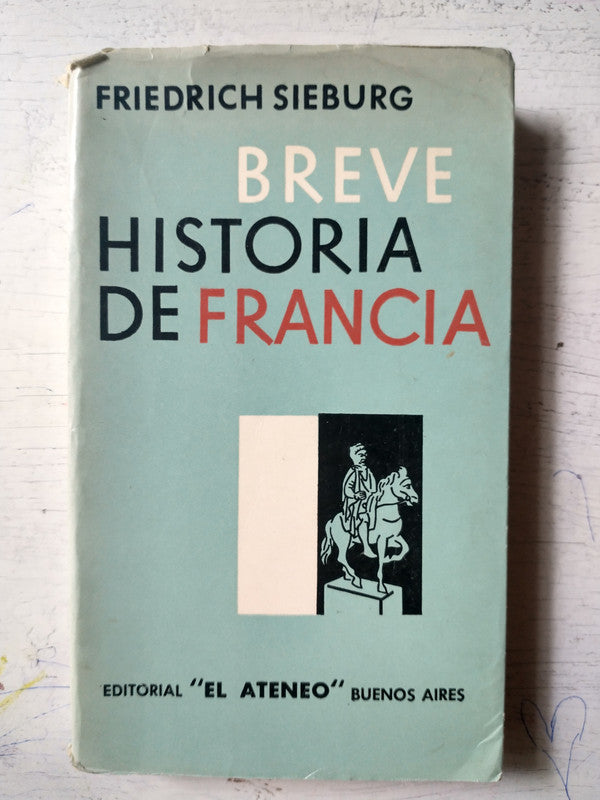 FRIEDRICH SIEBURG
BREVE
HISTORIA
DE FRANCIA
EDITORIAL "EL ATENEO" BUENOS AIRES